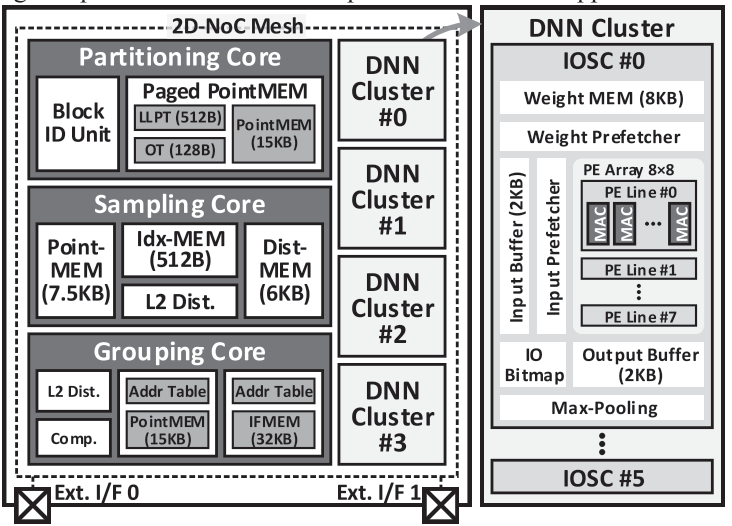 2D-NoC Mesh
Partitioning Core
Block
ID Unit
Paged PointMEM
LLPT (512B)
OT (128B)
PointMEM
(15KB)
Sampling Core
Point-
MEM
(7.5KB)
Idx-MEM
(512B)
L2 Dist.
Dist-
MEM
(6KB)
Grouping Core
L2 Dist.
Comp.
Addr Table
PointMEM
(15KB)
Addr Table
IFMEM
(32KB)
DNN
Cluster
#0
DNN
Cluster
#1
DNN
Cluster
#2
DNN
Cluster
#3
Ext. I/F 0
Ext. I/F 1
DNN Cluster
IOSC #0
Weight MEM (8KB)
Weight Prefetcher
Input Buffer (2KB)
Input Prefetcher
PE Array 8×8
PE Line #0
MAC
MAC
...
MAC
PE Line #1
PE Line #7
IO
Bitmap
Output Buffer
(2KB)
Max-Pooling
IOSC #5